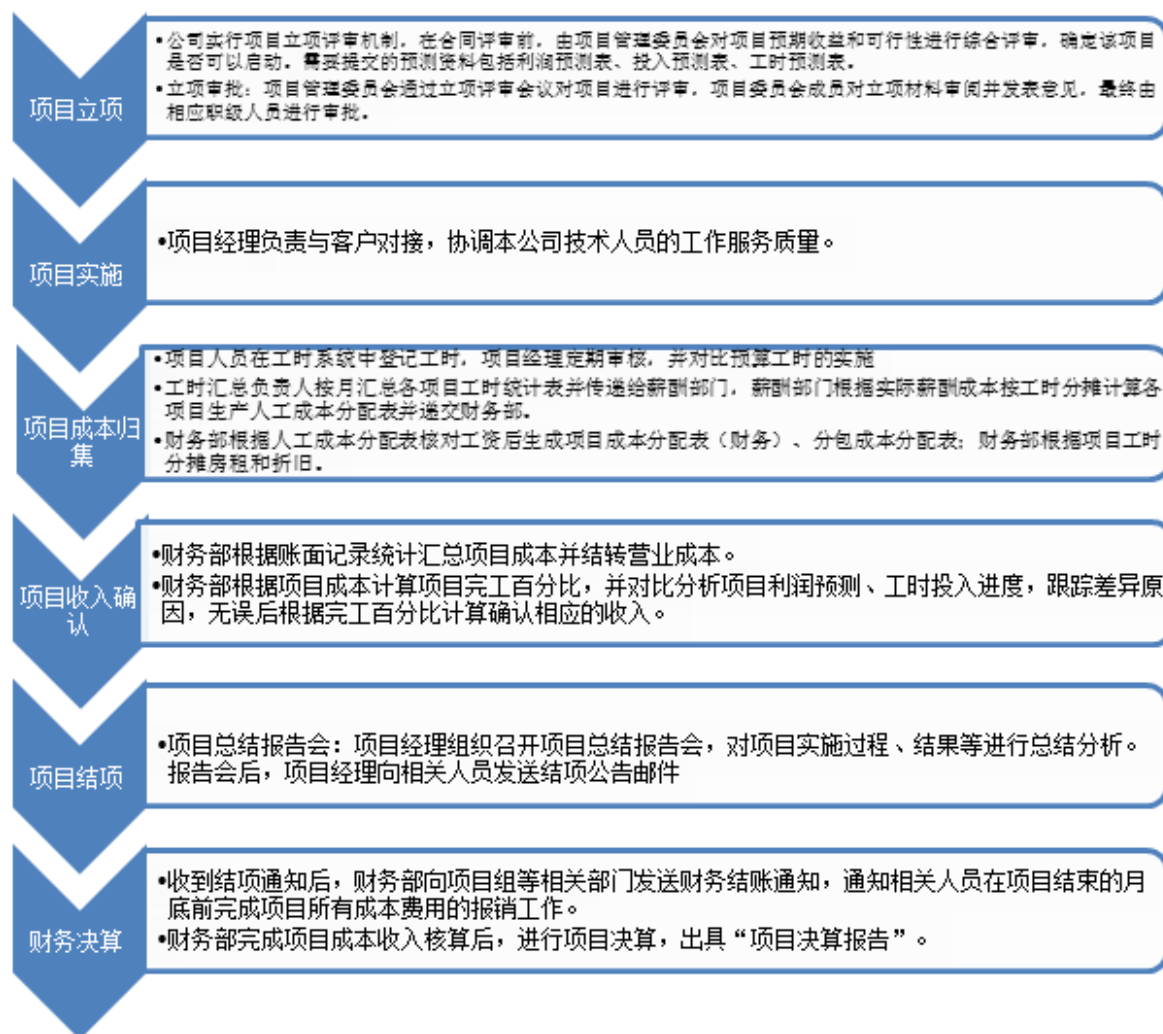 项目立项
•公司实行项目立项评审机制，在合同评审前，由项目管理委员会对项目预期收益和可行性进行综合评审，确定该项目
是否可以启动。需要提交的预测资料包括利润预测表、投入预测表、工时预测表。
•立项审批：项目管理委员会通过立项评审会议对项目进行评审，项目委员会成员对立项材料审阅并发表意见，最终由
相应职级人员进行审批。
项目实施
•项目经理负责与客户对接，协调本公司技术人员的工作服务质量。
项目成本归
集
•项目人员在工时系统中登记工时，项目经理定期审核，并对比预算工时的实施
•工时汇总负责人按月汇总各项目工时统计表并传递给薪酬部门，薪酬部门根据实际薪酬成本按工时分摊计算各
项目生产人工成本分配表并递交财务部。
•财务部根据人工成本分配表核对工资后生成项目成本分配表（财务）、分包成本分配表；财务部根据项目工时
分摊房租和折旧。
项目收入确
认
•财务部根据账面记录统计汇总项目成本并结转营业成本。
•财务部根据项目成本计算项目完工百分比，并对比分析项目利润预测、工时投入进度，跟踪差异原
因，无误后根据完工百分比计算确认相应的收入。
项目结项
•项目总结报告会：项目经理组织召开项目总结报告会，对项目实施过程、结果等进行总结分析。
报告会后，项目经理向相关人员发送结项公告邮件
财务决算
•收到结项通知后，财务部向项目组等相关部门发送财务结账通知，通知相关人员在项目结束的月
底前完成项目所有成本费用的报销工作。
•财务部完成项目成本收入核算后，进行项目决算，出具“项目决算报告”。